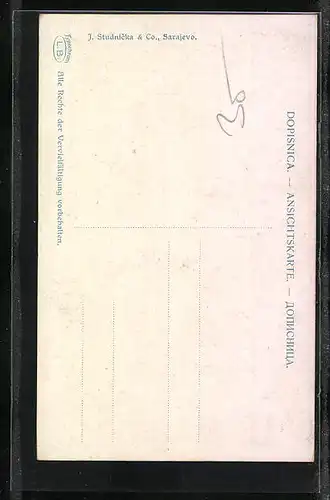 DOPISNICA. — ANSICHTSKARTE. — ДОПИСНИЦА.
J. Studnička & Co., Sarajevo.
L.B.
Alle Rechte der Vervielfältigung vorbehalten.